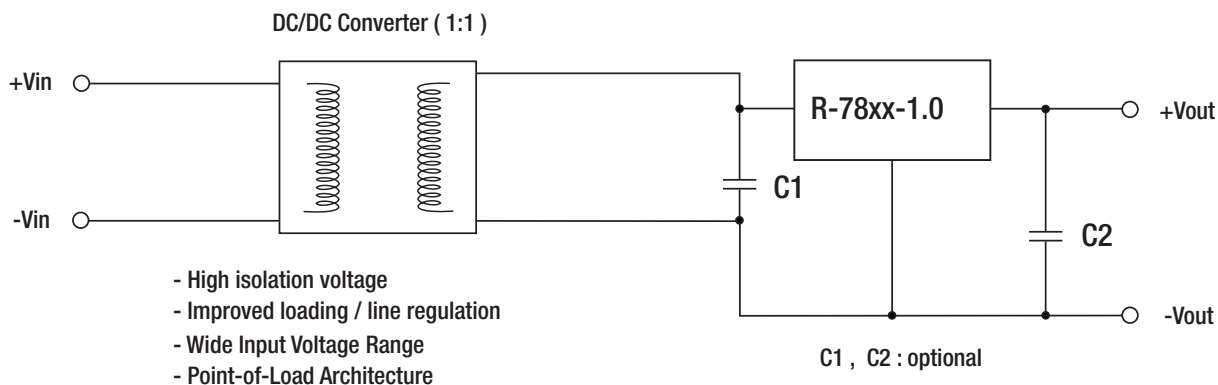 DC/DC Converter ( 1:1 )
+Vin
R-78xx-1.0
+Vout
C1
-Vin
C2
- High isolation voltage
- Improved loading / line regulation
-Vout
- Wide Input Voltage Range
C1 , C2 : optional
- Point-of-Load Architecture